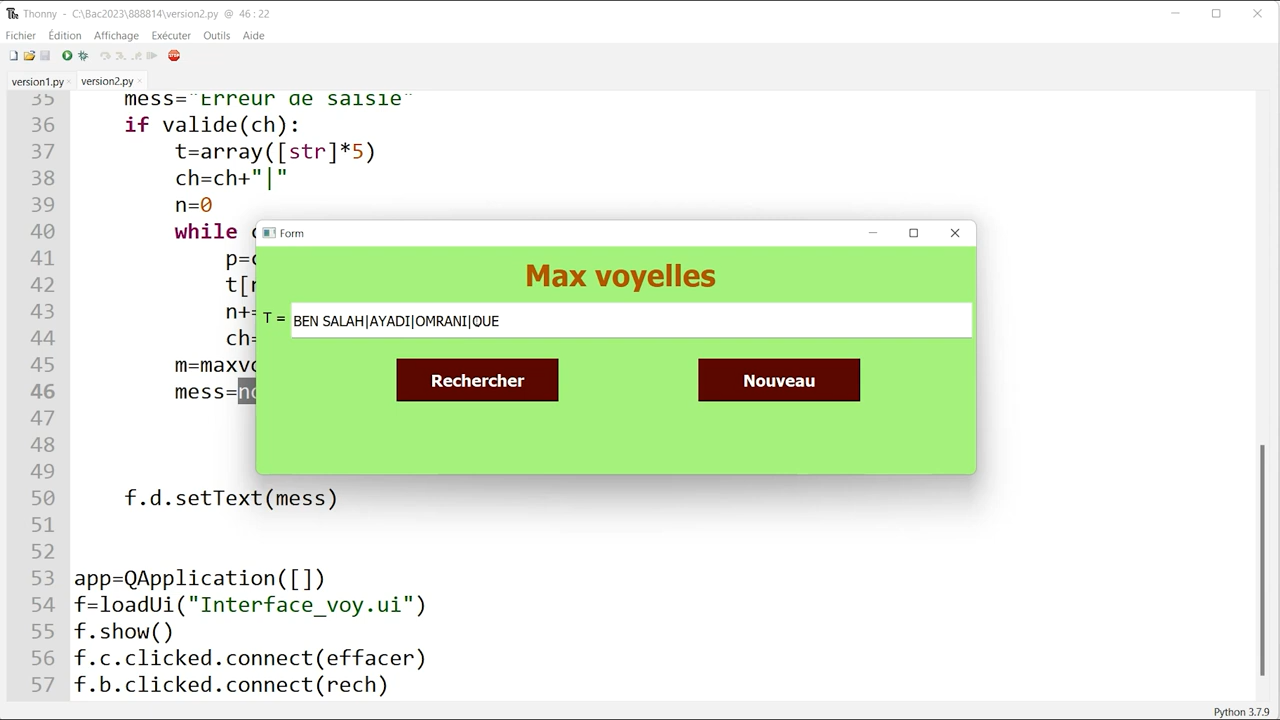 Thonny - C:\Bac2023\888814\version2.py @ 46 : 22
Fichier Édition Affichage Exécuter Outils Aide
STOP
version1.py × version2.py ×
35 mess="Erreur de saisie"
36 if valide(ch):
37 t=array([str]*5)
38 ch=ch+"|"
39 n=0
40 while
41 p=
42 t[
43 n+=
44 ch=
45 m=maxv
46 mess=
47
48
49
50 f.d.setText(mess)
51
52
53 app=QApplication([])
54 f=loadUi("Interface_voy.ui")
55 f.show()
56 f.c.clicked.connect(effacer)
57 f.b.clicked.connect(rech)
Form
Max voyelles
T = BEN SALAH|AYADI|OMRANI|QUE
Rechercher Nouveau
Python 3.7.9